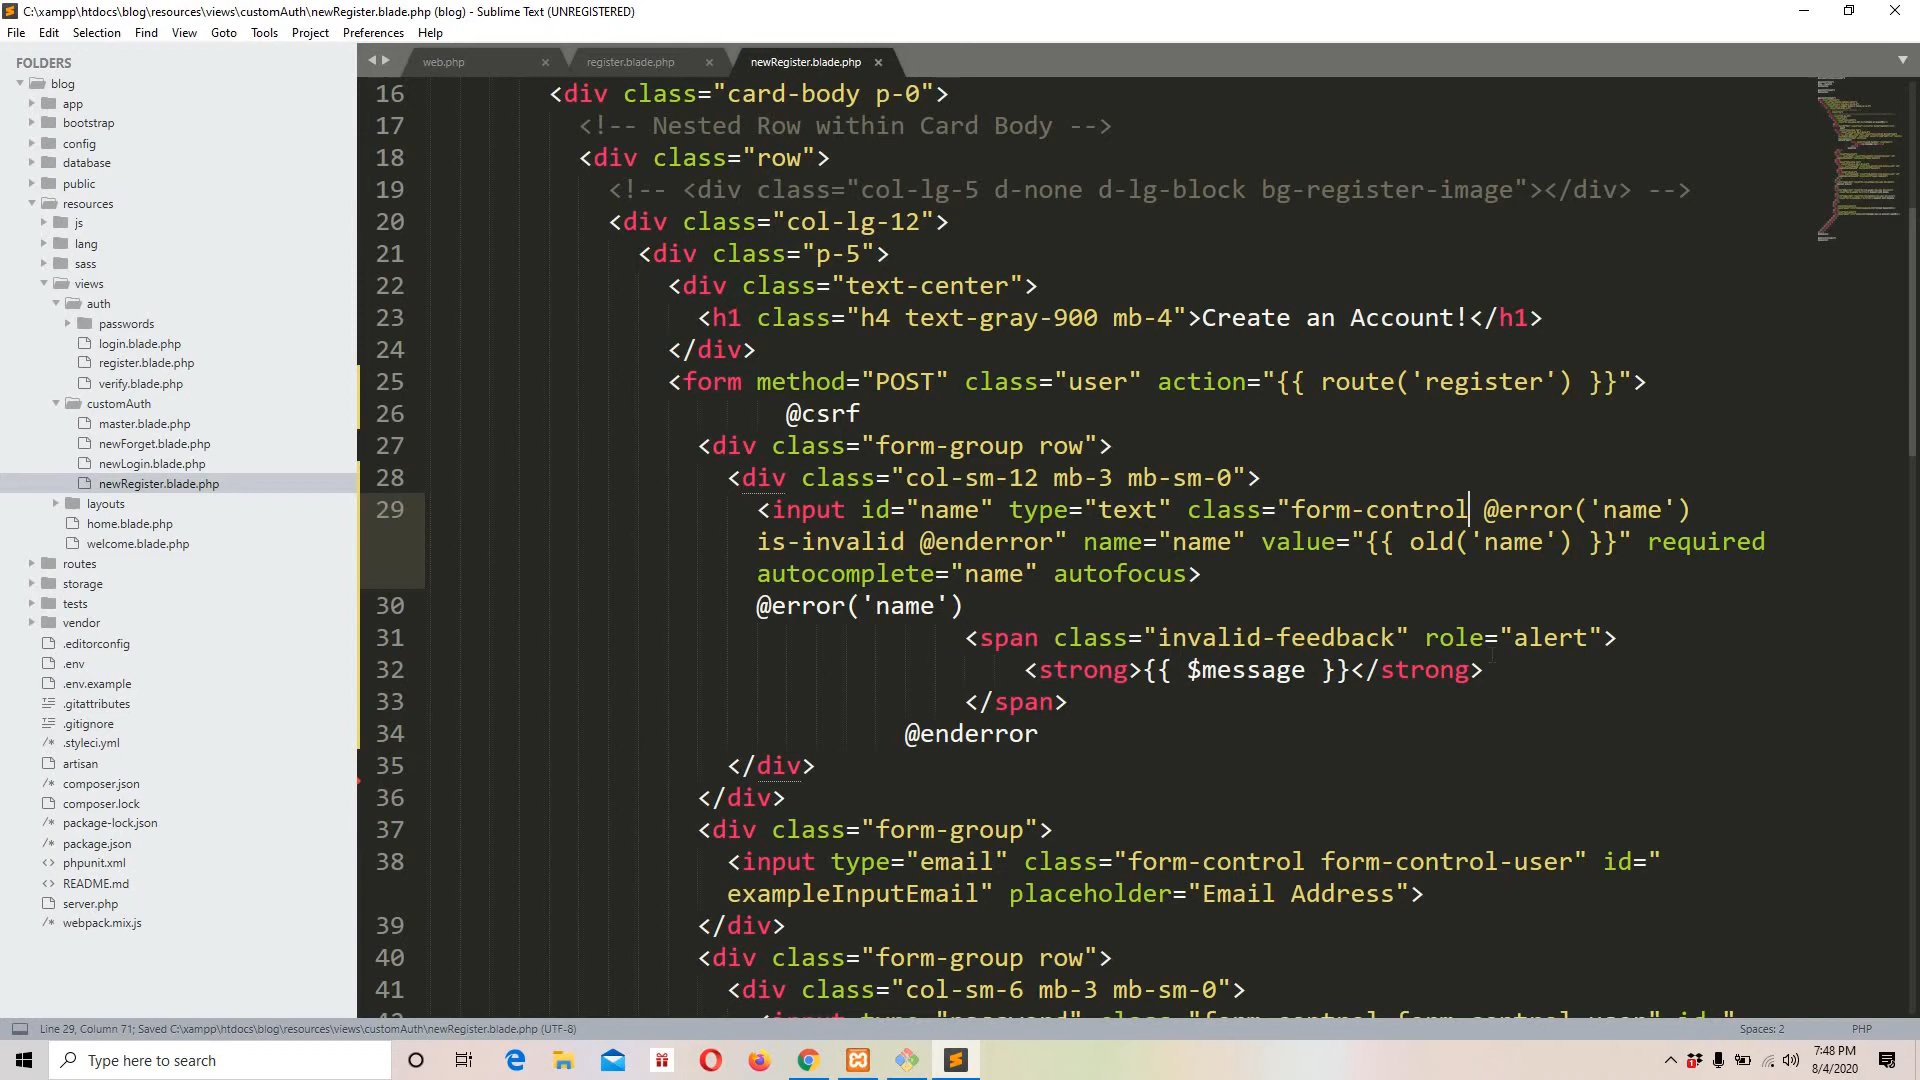 C:\xampp\htdocs\blog\resources\views\customAuth\newRegister.blade.php (blog) - Sublime Text (UNREGISTERED)
File Edit Selection Find View Goto Tools Project Preferences Help
FOLDERS
blog
app
bootstrap
config
database
public
resources
js
lang
sass
views
auth
passwords
login.blade.php
register.blade.php
verify.blade.php
customAuth
master.blade.php
newForget.blade.php
newLogin.blade.php
newRegister.blade.php
layouts
home.blade.php
welcome.blade.php
routes
storage
tests
vendor
.editorconfig
.env
.env.example
.gitattributes
.gitignore
.styleci.yml
artisan
composer.json
composer.lock
package-lock.json
package.json
phpunit.xml
README.md
server.php
webpack.mix.js
web.php register.blade.php newRegister.blade.php
16 <div class="card-body p-0">
17 <!-- Nested Row within Card Body -->
18 <div class="row">
19 <!-- <div class="col-lg-5 d-none d-lg-block bg-register-image"></div> -->
20 <div class="col-lg-12">
21 <div class="p-5">
22 <div class="text-center">
23 <h1 class="h4 text-gray-900 mb-4">Create an Account!</h1>
24 </div>
25 <form method="POST" class="user" action="{{ route('register') }}">
26 @csrf
27 <div class="form-group row">
28 <div class="col-sm-12 mb-3 mb-sm-0">
29 <input id="name" type="text" class="form-control @error('name')
is-invalid @enderror" name="name" value="{{ old('name') }}" required
autocomplete="name" autofocus>
30 @error('name')
31 <span class="invalid-feedback" role="alert">
32 <strong>{{ $message }}</strong>
33 </span>
34 @enderror
35 </div>
36 </div>
37 <div class="form-group">
38 <input type="email" class="form-control form-control-user" id="
exampleInputEmail" placeholder="Email Address">
39 </div>
40 <div class="form-group row">
41 <div class="col-sm-6 mb-3 mb-sm-0">
Line 29, Column 71; Saved C:\xampp\htdocs\blog\resources\views\customAuth\newRegister.blade.php (UTF-8) Spaces: 2 PHP
Type here to search
7:48 PM
8/4/2020